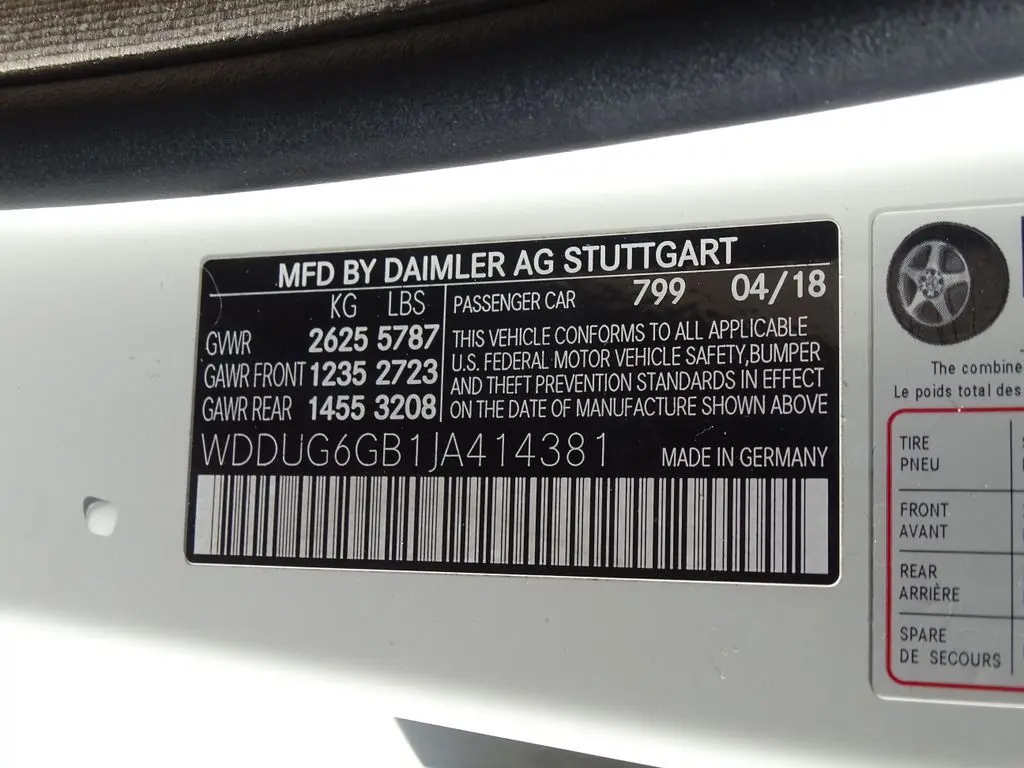 MFD BY DAIMLER AG STUTTGART
KG LBS
GVWR 2625 5787
GAWR FRONT 1235 2723
GAWR REAR 1455 3208
PASSENGER CAR 799 04/18
THIS VEHICLE CONFORMS TO ALL APPLICABLE
U.S. FEDERAL MOTOR VEHICLE SAFETY,BUMPER
AND THEFT PREVENTION STANDARDS IN EFFECT
ON THE DATE OF MANUFACTURE SHOWN ABOVE
WDDUG6GB1JA414381 MADE IN GERMANY
The combine
Le poids total des
TIRE
PNEU
FRONT
AVANT
REAR
ARRIÈRE
SPARE
DE SECOURS